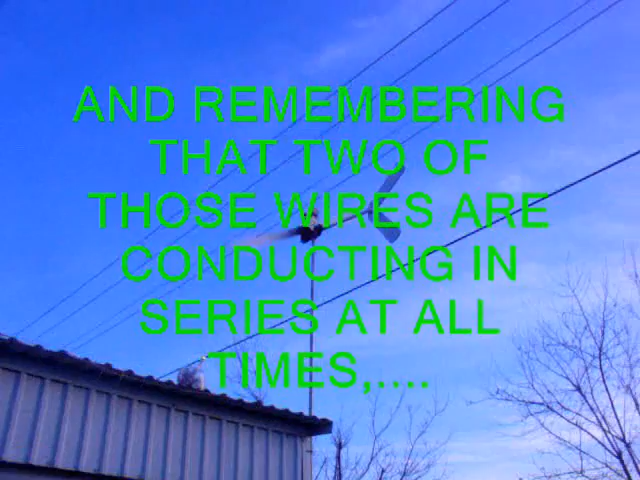 AND REMEMBERING
THAT TWO OF
THOSE WIRES ARE
CONDUCTING IN
SERIES AT ALL
TIMES,....